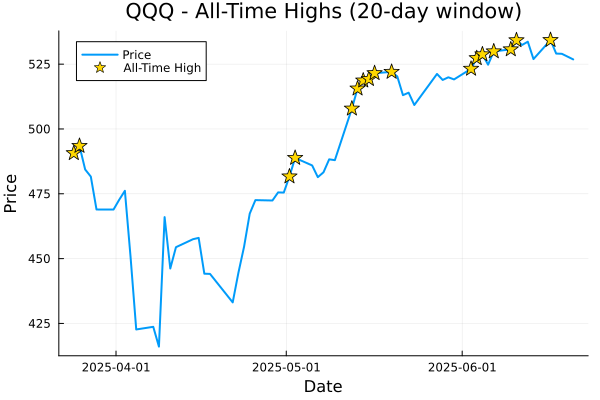 QQQ - All-Time Highs (20-day window)
Price
All-Time High
525
500
475
450
425
Price
2025-04-01
2025-05-01
2025-06-01
Date